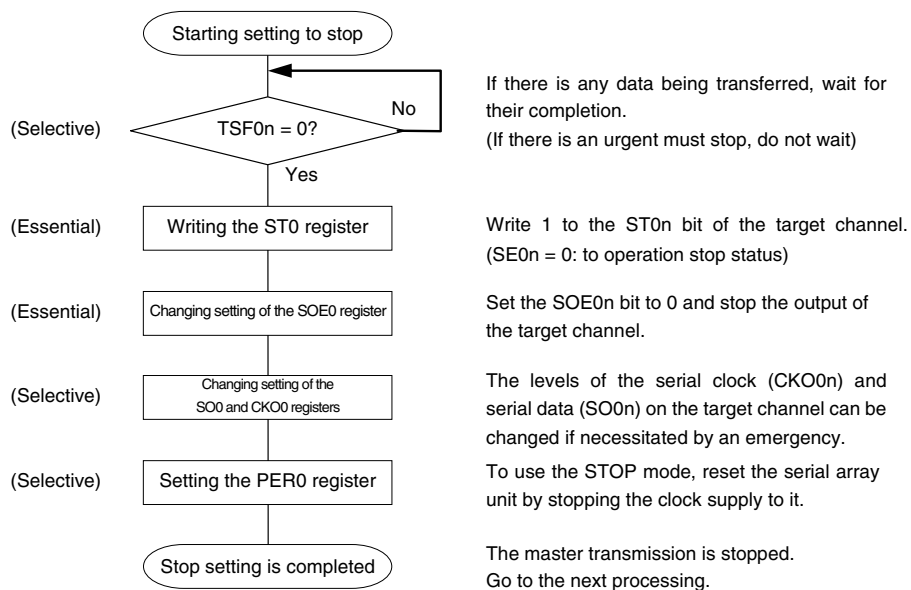 Starting setting to stop
No
(Selective)
TSF0n = 0?
If there is any data being transferred, wait for
their completion.
(If there is an urgent must stop, do not wait)
Yes
(Essential)
Writing the ST0 register
Write 1 to the ST0n bit of the target channel.
(SE0n = 0: to operation stop status)
(Essential)
Changing setting of the SOE0 register
Set the SOE0n bit to 0 and stop the output of
the target channel.
(Selective)
Changing setting of the
SO0 and CKO0 registers
The levels of the serial clock (CKO0n) and
serial data (SO0n) on the target channel can be
changed if necessitated by an emergency.
(Selective)
Setting the PER0 register
To use the STOP mode, reset the serial array
unit by stopping the clock supply to it.
Stop setting is completed
The master transmission is stopped.
Go to the next processing.